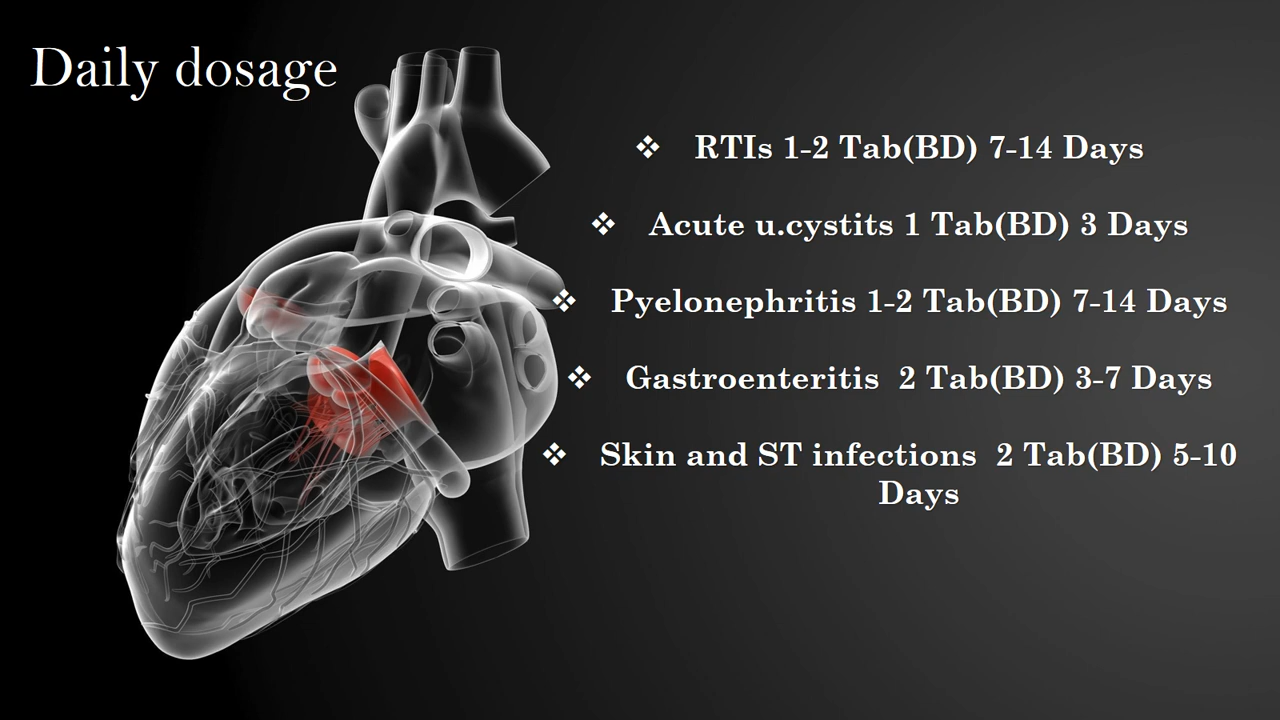 Daily dosage
❖ RTIs 1-2 Tab(BD) 7-14 Days
❖ Acute u.cystits 1 Tab(BD) 3 Days
❖ Pyelonephritis 1-2 Tab(BD) 7-14 Days
❖ Gastroenteritis 2 Tab(BD) 3-7 Days
❖ Skin and ST infections 2 Tab(BD) 5-10
Days